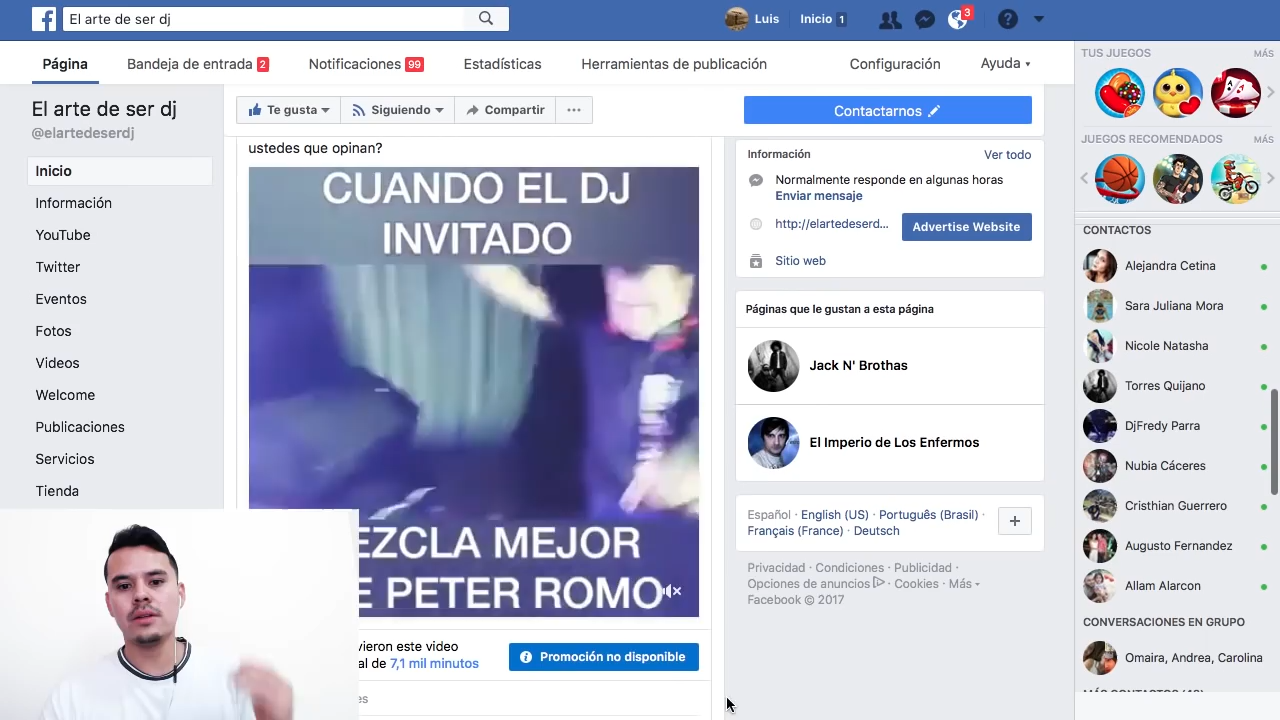 El arte de ser dj
Luis
Inicio 1
3
Página
Bandeja de entrada 2
Notificaciones 99
Estadísticas
Herramientas de publicación
Configuración
Ayuda
El arte de ser dj
@elartedeserdj
Inicio
Información
YouTube
Twitter
Eventos
Fotos
Videos
Welcome
Publicaciones
Servicios
Tienda
Te gusta
Siguiendo
Compartir
Contactarnos
ustedes que opinan?
CUANDO EL DJ
INVITADO
EZCLA MEJOR
E PETER ROMO
vieron este video
al de 7,1 mil minutos
Promoción no disponible
es
Información
Ver todo
Normalmente responde en algunas horas
Enviar mensaje
http://elartedeserd...
Advertise Website
Sitio web
Páginas que le gustan a esta página
Jack N' Brothas
El Imperio de Los Enfermos
Español · English (US) · Português (Brasil) ·
Français (France) · Deutsch
Privacidad · Condiciones · Publicidad ·
Opciones de anuncios · Cookies · Más
Facebook © 2017
TUS JUEGOS
MÁS
JUEGOS RECOMENDADOS
MÁS
CONTACTOS
Alejandra Cetina
Sara Juliana Mora
Nicole Natasha
Torres Quijano
DjFredy Parra
Nubia Cáceres
Cristhian Guerrero
Augusto Fernandez
Allam Alarcon
CONVERSACIONES EN GRUPO
Omaira, Andrea, Carolina